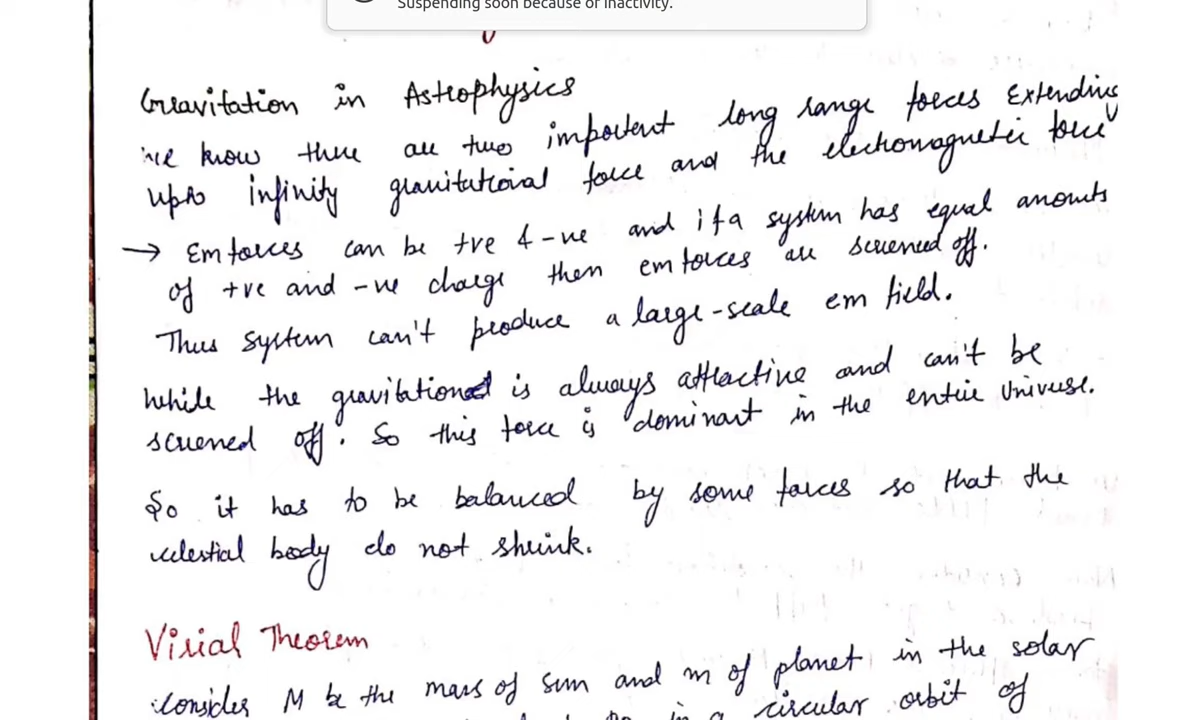 Suspending soon because of inactivity.
Gravitation in Astrophysics
we know there are two important long range forces Extending
upto infinity gravitational force and the electromagnetic force
→ Em forces can be +ve & -ve and if a system has equal amounts
of +ve and -ve charge then em forces are screened off.
Thus system can't produce a large-scale em field.
While the gravitational is always attractive and can't be
screened off. So this force is dominant in the entire Universe.
So it has to be balanced by some forces so that the
celestial body do not shrink.
Virial Theorem
consider M be the mass of sun and m of planet in the solar
in a circular orbit of